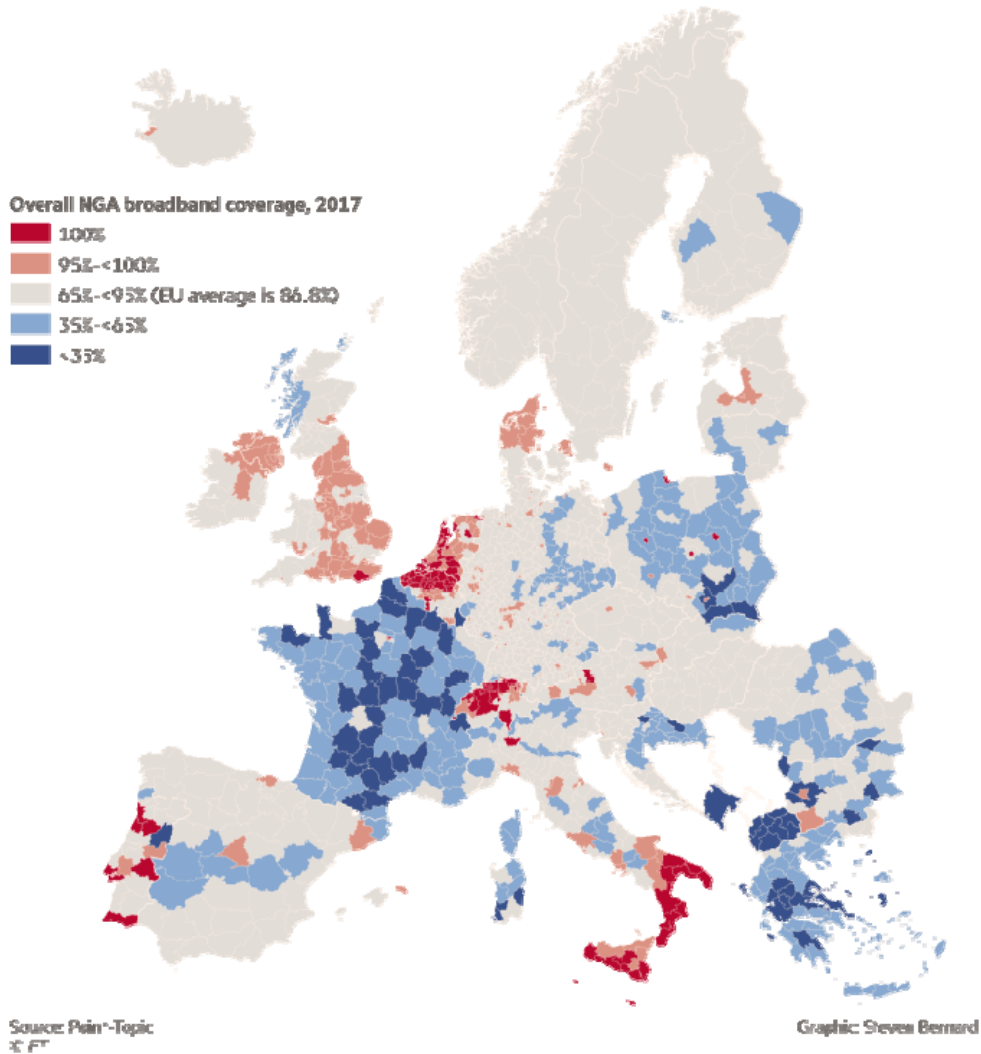 Overall NGA broadband coverage, 2017
100%
95%-<100%
65%-<95% (EU average is 86.8%)
35%-<65%
<35%
Source: Point-Topic
© FT
Graphic: Steven Bernard